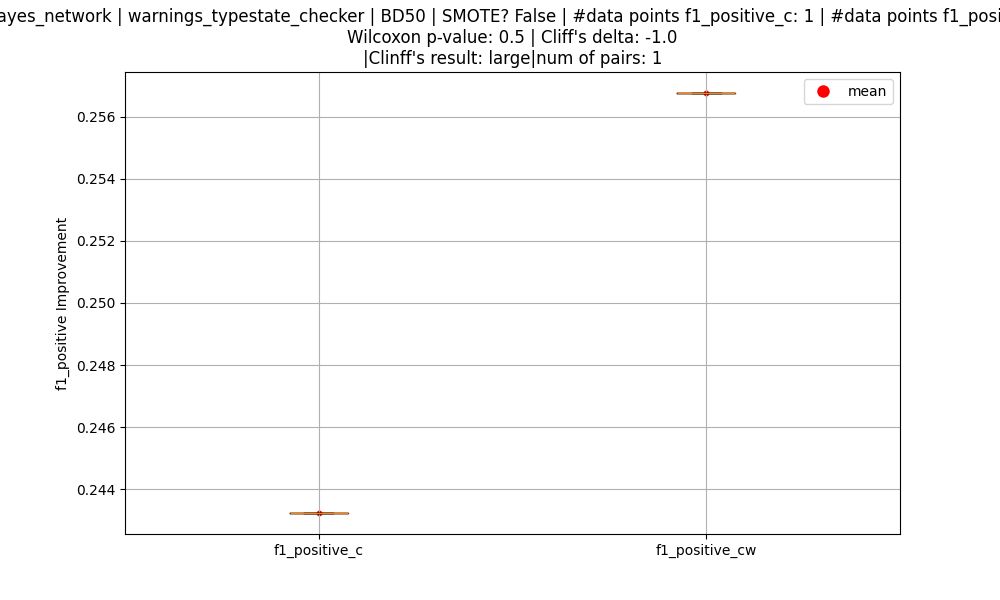 ayes_network | warnings_typestate_checker | BD50 | SMOTE? False | #data points f1_positive_c: 1 | #data points f1_posi
Wilcoxon p-value: 0.5 | Cliff's delta: -1.0
|Clinff's result: large|num of pairs: 1
mean
0.256
0.254
0.252
0.250
0.248
0.246
0.244
f1_positive Improvement
f1_positive_c
f1_positive_cw